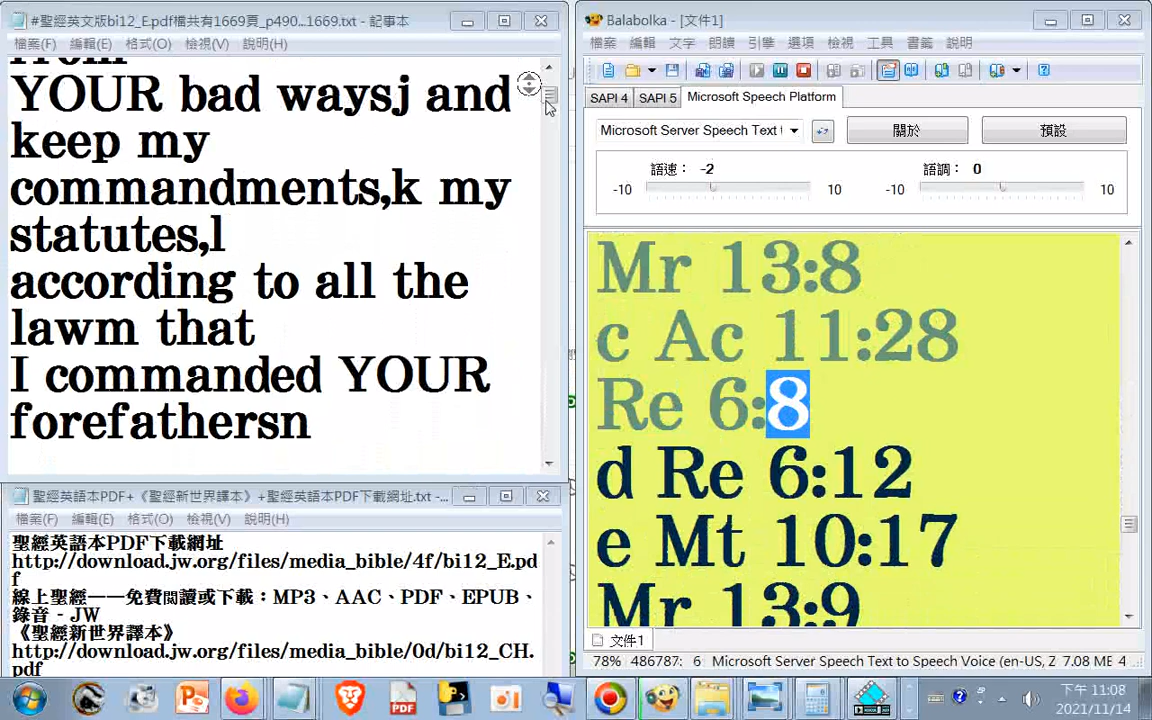 #聖經英文版bi12_E.pdf檔共有1669頁_p490...1669.txt - 記事本
檔案(F) 編輯(E) 格式(O) 檢視(V) 說明(H)
from
YOUR bad waysj and
keep my
commandments,k my
statutes,l
according to all the
lawm that
I commanded YOUR
forefathersn
聖經英語本PDF+《聖經新世界譯本》+聖經英語本PDF下載網址.txt - ...
檔案(F) 編輯(E) 格式(O) 檢視(V) 說明(H)
聖經英語本PDF下載網址
http://download.jw.org/files/media_bible/4f/bi12_E.pd
f
線上聖經——免費閱讀或下載：MP3、AAC、PDF、EPUB、
錄音 - JW
《聖經新世界譯本》
http://download.jw.org/files/media_bible/0d/bi12_CH.
pdf
Balabolka - [文件1]
檔案 編輯 文字 朗讀 引擎 選項 檢視 工具 書籤 說明
SAPI 4 SAPI 5 Microsoft Speech Platform
Microsoft Server Speech Text 關於 預設
語速： -2 語調： 0
-10 10 -10 10
Mr 13:8
c Ac 11:28
Re 6:8
d Re 6:12
e Mt 10:17
Mr 13:9
文件1
78% 486787: 6 Microsoft Server Speech Text to Speech Voice (en-US, Z 7.08 MB 4
下午 11:08
2021/11/14